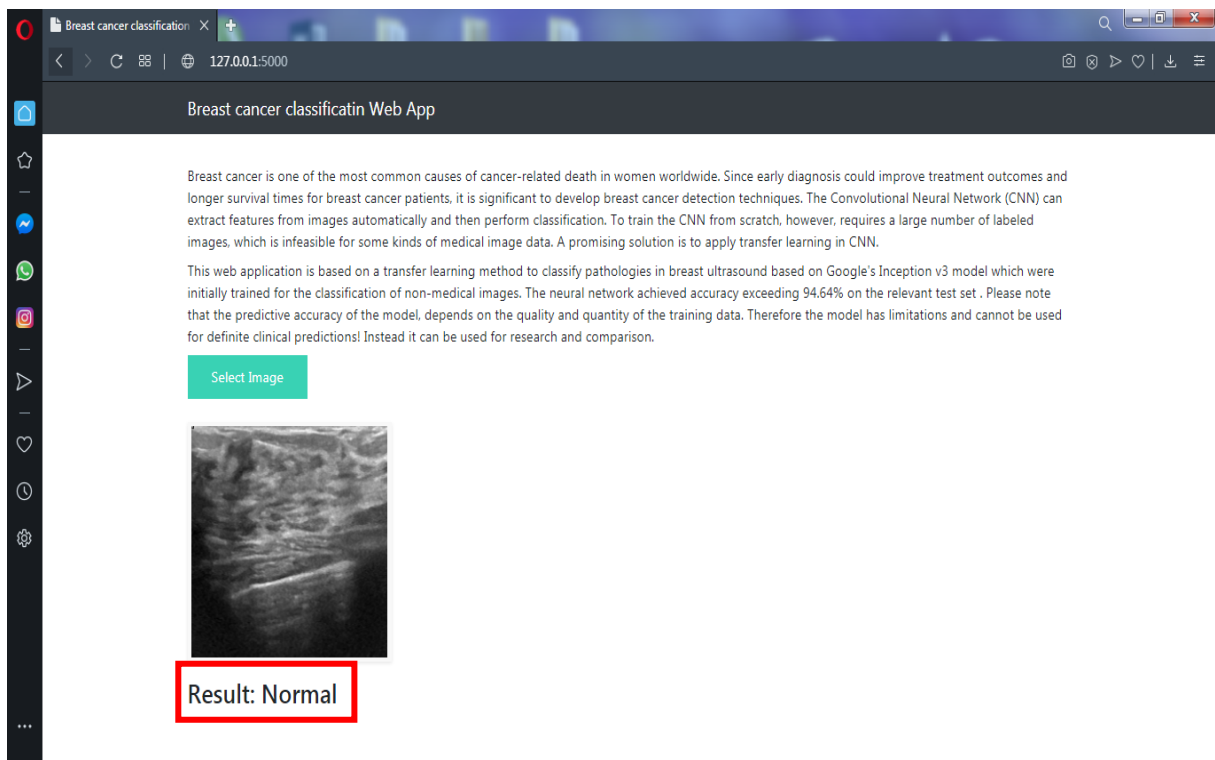 Breast cancer classification
127.0.0.1:5000
Breast cancer classificatin Web App
Breast cancer is one of the most common causes of cancer-related death in women worldwide. Since early diagnosis could improve treatment outcomes and
longer survival times for breast cancer patients, it is significant to develop breast cancer detection techniques. The Convolutional Neural Network (CNN) can
extract features from images automatically and then perform classification. To train the CNN from scratch, however, requires a large number of labeled
images, which is infeasible for some kinds of medical image data. A promising solution is to apply transfer learning in CNN.
This web application is based on a transfer learning method to classify pathologies in breast ultrasound based on Google's Inception v3 model which were
initially trained for the classification of non-medical images. The neural network achieved accuracy exceeding 94.64% on the relevant test set . Please note
that the predictive accuracy of the model, depends on the quality and quantity of the training data. Therefore the model has limitations and cannot be used
for definite clinical predictions! Instead it can be used for research and comparison.
Select Image
Result: Normal